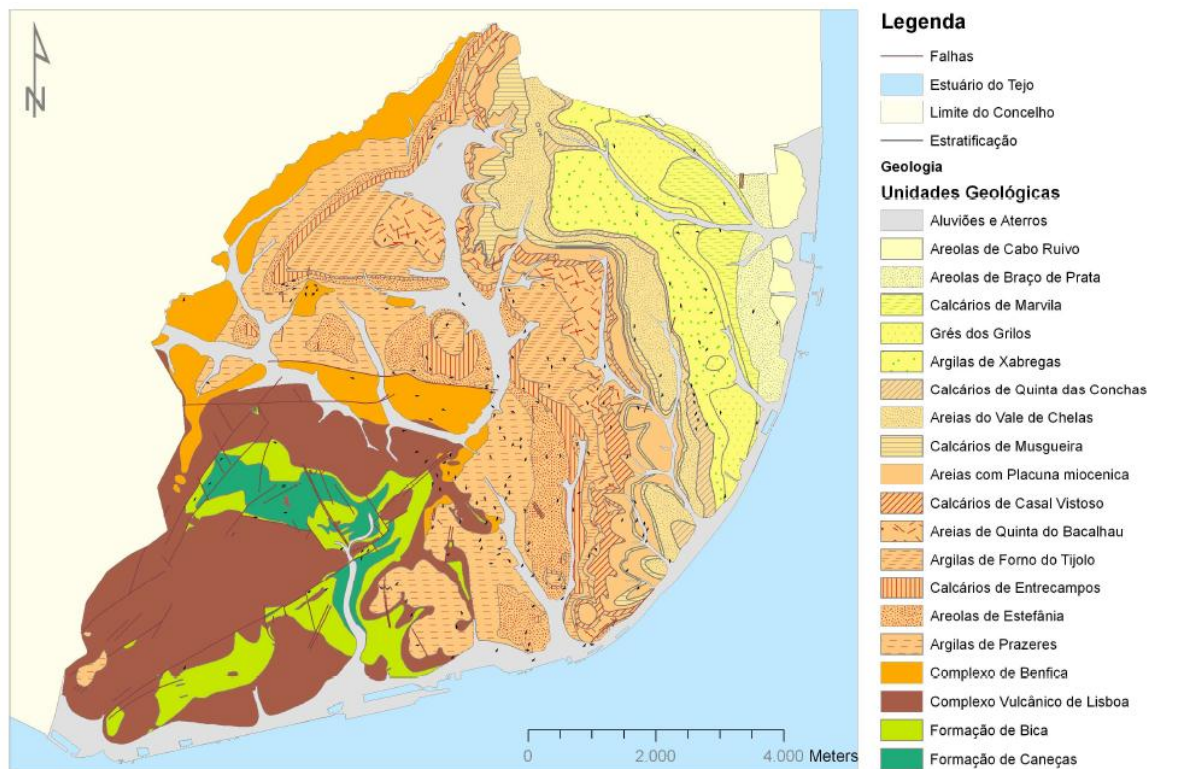 N
Legenda
Falhas
Estuário do Tejo
Limite do Concelho
Estratificação
Geologia
Unidades Geológicas
Aluviões e Aterros
Areolas de Cabo Ruivo
Areolas de Braço de Prata
Calcários de Marvila
Grés dos Grilos
Argilas de Xabregas
Calcários de Quinta das Conchas
Areias do Vale de Chelas
Calcários de Musgueira
Areias com Placuna miocenica
Calcários de Casal Vistoso
Areias de Quinta do Bacalhau
Argilas de Forno do Tijolo
Calcários de Entrecampos
Areolas de Estefânia
Argilas de Prazeres
Complexo de Benfica
Complexo Vulcânico de Lisboa
Formação de Bica
Formação de Caneças
0 2.000 4.000 Meters